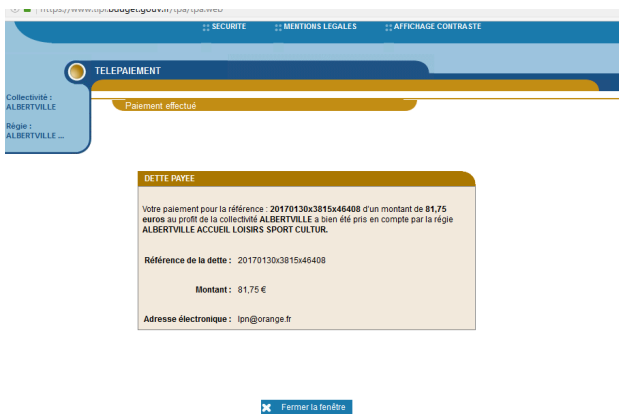 https://www.tipi.budget.gouv.fr/tpa/tpa.web
:: SECURITE :: MENTIONS LEGALES :: AFFICHAGE CONTRASTE
TELEPAIEMENT
Collectivité :
ALBERTVILLE
Régie :
ALBERTVILLE ...
Paiement effectué
DETTE PAYEE
Votre paiement pour la référence : 20170130x3815x46408 d'un montant de 81,75
euros au profit de la collectivité ALBERTVILLE a bien été pris en compte par la régie
ALBERTVILLE ACCUEIL LOISIRS SPORT CULTUR.
Référence de la dette : 20170130x3815x46408
Montant : 81,75 €
Adresse électronique : lpn@orange.fr
Fermer la fenêtre